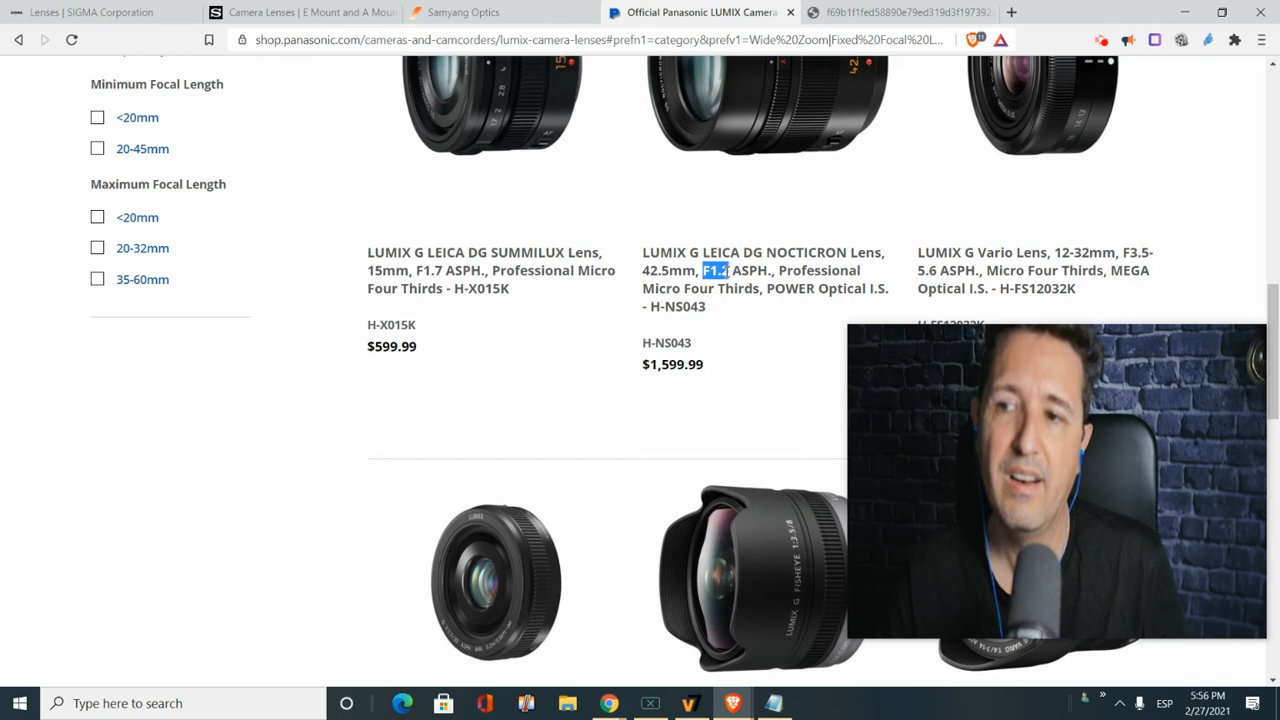 Lenses | SIGMA Corporation
Camera Lenses | E Mount and A Moun
Samyang Optics
Official Panasonic LUMIX Camera
f69b1f1fed58890e79ed319d3f197392
shop.panasonic.com/cameras-and-camcorders/lumix-camera-lenses#prefn1=category&prefv1=Wide%20Zoom|Fixed%20Focal%20L...
11
Minimum Focal Length
<20mm
20-45mm
Maximum Focal Length
<20mm
20-32mm
35-60mm
LUMIX G LEICA DG SUMMILUX Lens,
15mm, F1.7 ASPH., Professional Micro
Four Thirds - H-X015K
H-X015K
$599.99
LUMIX G LEICA DG NOCTICRON Lens,
42.5mm, F1.2 ASPH., Professional
Micro Four Thirds, POWER Optical I.S.
- H-NS043
H-NS043
$1,599.99
LUMIX G Vario Lens, 12-32mm, F3.5-
5.6 ASPH., Micro Four Thirds, MEGA
Optical I.S. - H-FS12032K
H-FS12032K
LUMIX
LUMIX G FISHEYE 1:3.5/8
Type here to search
ESP
5:56 PM
2/27/2021